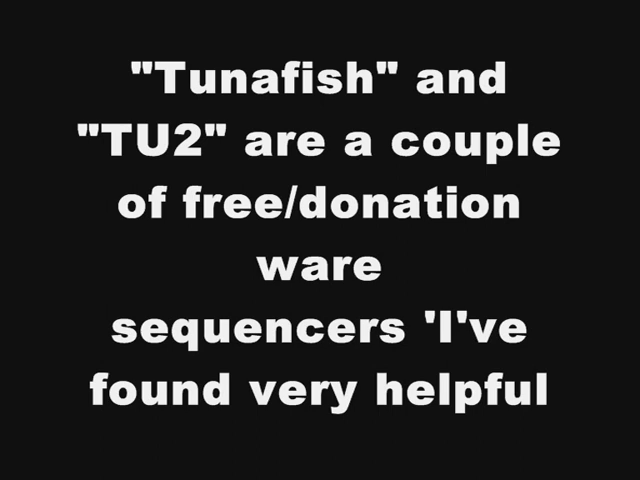 "Tunafish" and
"TU2" are a couple
of free/donation
ware
sequencers 'I've
found very helpful